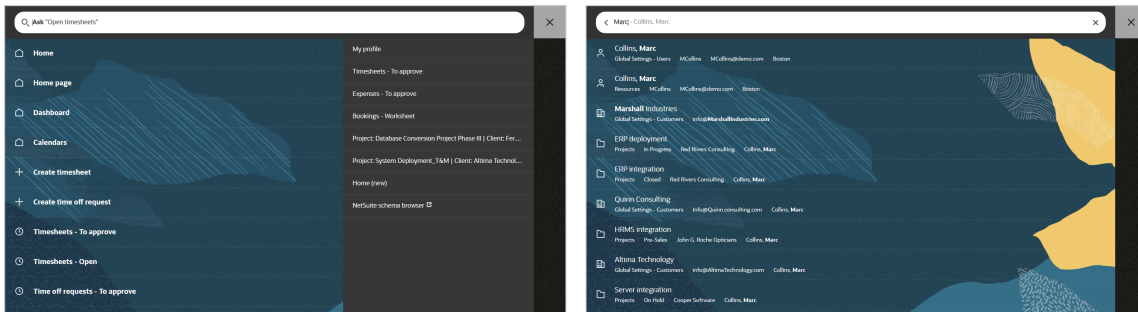 Ask "Open timesheets"
Home
Home page
Dashboard
Calendars
Create timesheet
Create time off request
Timesheets - To approve
Timesheets - Open
Time off requests - To approve
My profile
Timesheets - To approve
Expenses - To approve
Bookings - Worksheet
Project: Database Conversion Project Phase III | Client: Fer...
Project: System Deployment_T&M | Client: Altima Technol...
Home (new)
NetSuite schema browser
Marc - Collins, Marc
Collins, Marc
Global Settings - Users MCollins MCollins@demo.com Boston
Collins, Marc
Resources MCollins MCollins@demo.com Boston
Marshall Industries
Global Settings - Customers info@MarshallIndustries.com
ERP deployment
Projects In Progress Red Rivers Consulting Collins, Marc
ERP integration
Projects Closed Red Rivers Consulting Collins, Marc
Quinn Consulting
Global Settings - Customers Info@Quinn.consulting.com Collins, Marc
HRMS integration
Projects Pre-Sales John G. Roche Opticians Collins, Marc
Altima Technology
Global Settings - Customers info@AltimaTechnology.com Collins, Marc
Server integration
Projects On Hold Cooper Software Collins, Marc